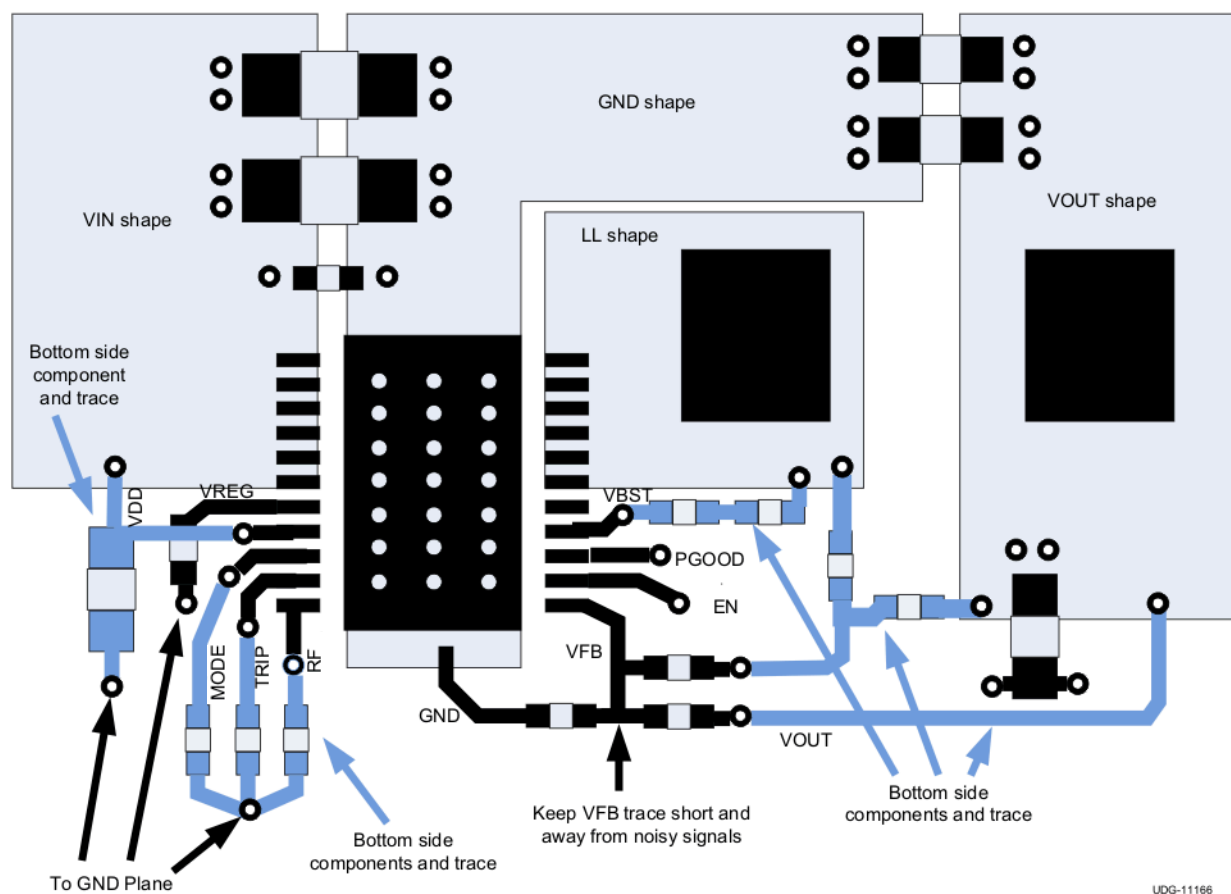 GND shape
VIN shape
VOUT shape
LL shape
Bottom side
component
and trace
VDD
VREG
VBST
PGOOD
EN
VFB
MODE
TRIP
RF
GND
VOUT
Keep VFB trace short and
away from noisy signals
Bottom side
components and trace
Bottom side
components and trace
To GND Plane
UDG-11166